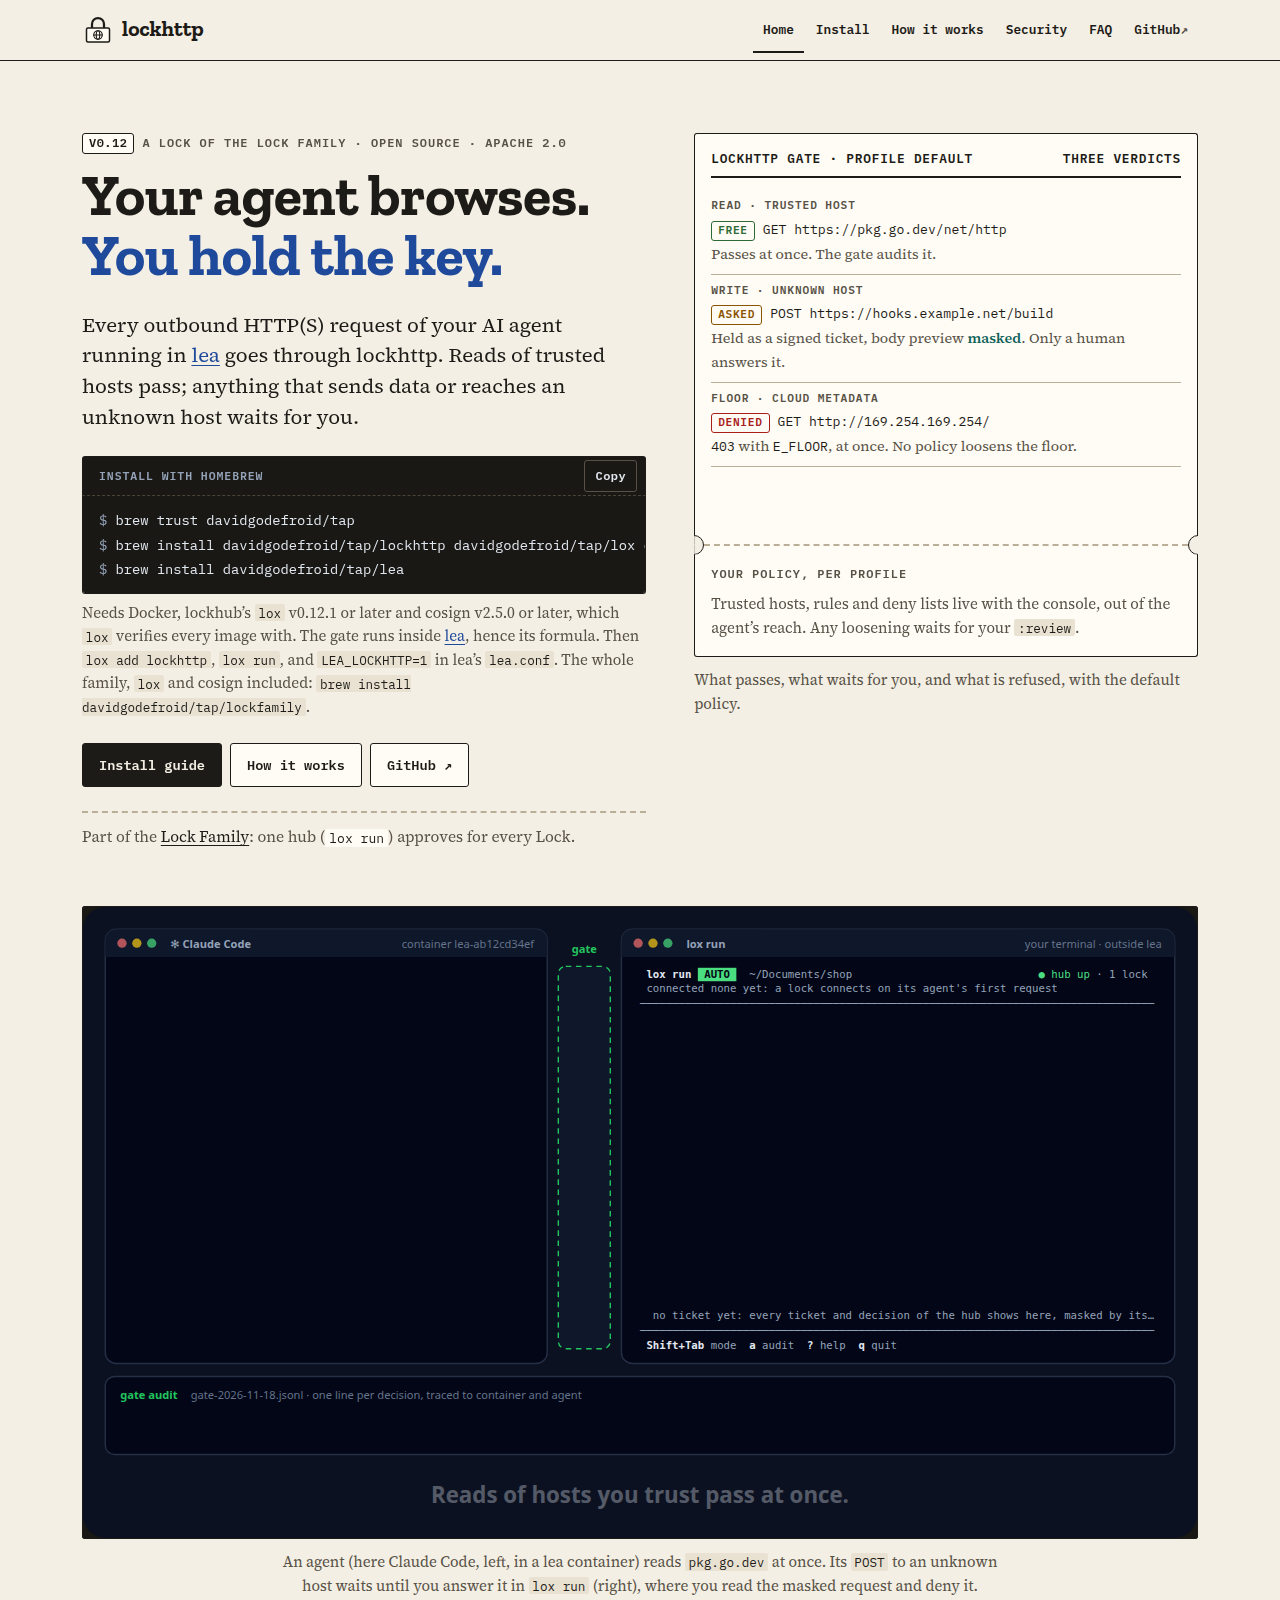 lockhttp
Home Install How it works Security FAQ GitHub↗
V0.12 A LOCK OF THE LOCK FAMILY · OPEN SOURCE · APACHE 2.0
Your agent browses.
You hold the key.
Every outbound HTTP(S) request of your AI agent
running in lea goes through lockhttp. Reads of trusted
hosts pass; anything that sends data or reaches an
unknown host waits for you.
INSTALL WITH HOMEBREW Copy
$ brew trust davidgodefroid/tap
$ brew install davidgodefroid/tap/lockhttp davidgodefroid/tap/lox
$ brew install davidgodefroid/tap/lea
Needs Docker, lockhub’s lox v0.12.1 or later and cosign v2.5.0 or later, which
lox verifies every image with. The gate runs inside lea, hence its formula. Then
lox add lockhttp, lox run, and LEA_LOCKHTTP=1 in lea’s lea.conf. The whole
family, lox and cosign included: brew install
davidgodefroid/tap/lockfamily.
Install guide How it works GitHub ↗
Part of the Lock Family: one hub (lox run) approves for every Lock.
LOCKHTTP GATE · PROFILE DEFAULT THREE VERDICTS
READ · TRUSTED HOST
FREE GET https://pkg.go.dev/net/http
Passes at once. The gate audits it.
WRITE · UNKNOWN HOST
ASKED POST https://hooks.example.net/build
Held as a signed ticket, body preview masked. Only a human
answers it.
FLOOR · CLOUD METADATA
DENIED GET http://169.254.169.254/
403 with E_FLOOR, at once. No policy loosens the floor.
YOUR POLICY, PER PROFILE
Trusted hosts, rules and deny lists live with the console, out of the
agent’s reach. Any loosening waits for your :review.
What passes, what waits for you, and what is refused, with the default
policy.
✻ Claude Code container lea-ab12cd34ef
gate
lox run your terminal · outside lea
lox run AUTO ~/Documents/shop ● hub up · 1 lock
connected none yet: a lock connects on its agent's first request
no ticket yet: every ticket and decision of the hub shows here, masked by its…
Shift+Tab mode a audit ? help q quit
gate audit gate-2026-11-18.jsonl · one line per decision, traced to container and agent
Reads of hosts you trust pass at once.
An agent (here Claude Code, left, in a lea container) reads pkg.go.dev at once. Its POST to an unknown
host waits until you answer it in lox run (right), where you read the masked request and deny it.